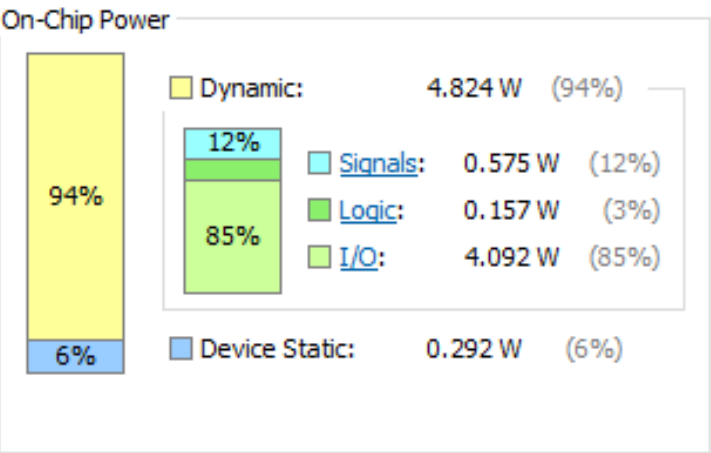 On-Chip Power
Dynamic: 4.824 W (94%)
12%
Signals: 0.575 W (12%)
94%
Logic: 0.157 W (3%)
85%
I/O: 4.092 W (85%)
6%
Device Static: 0.292 W (6%)